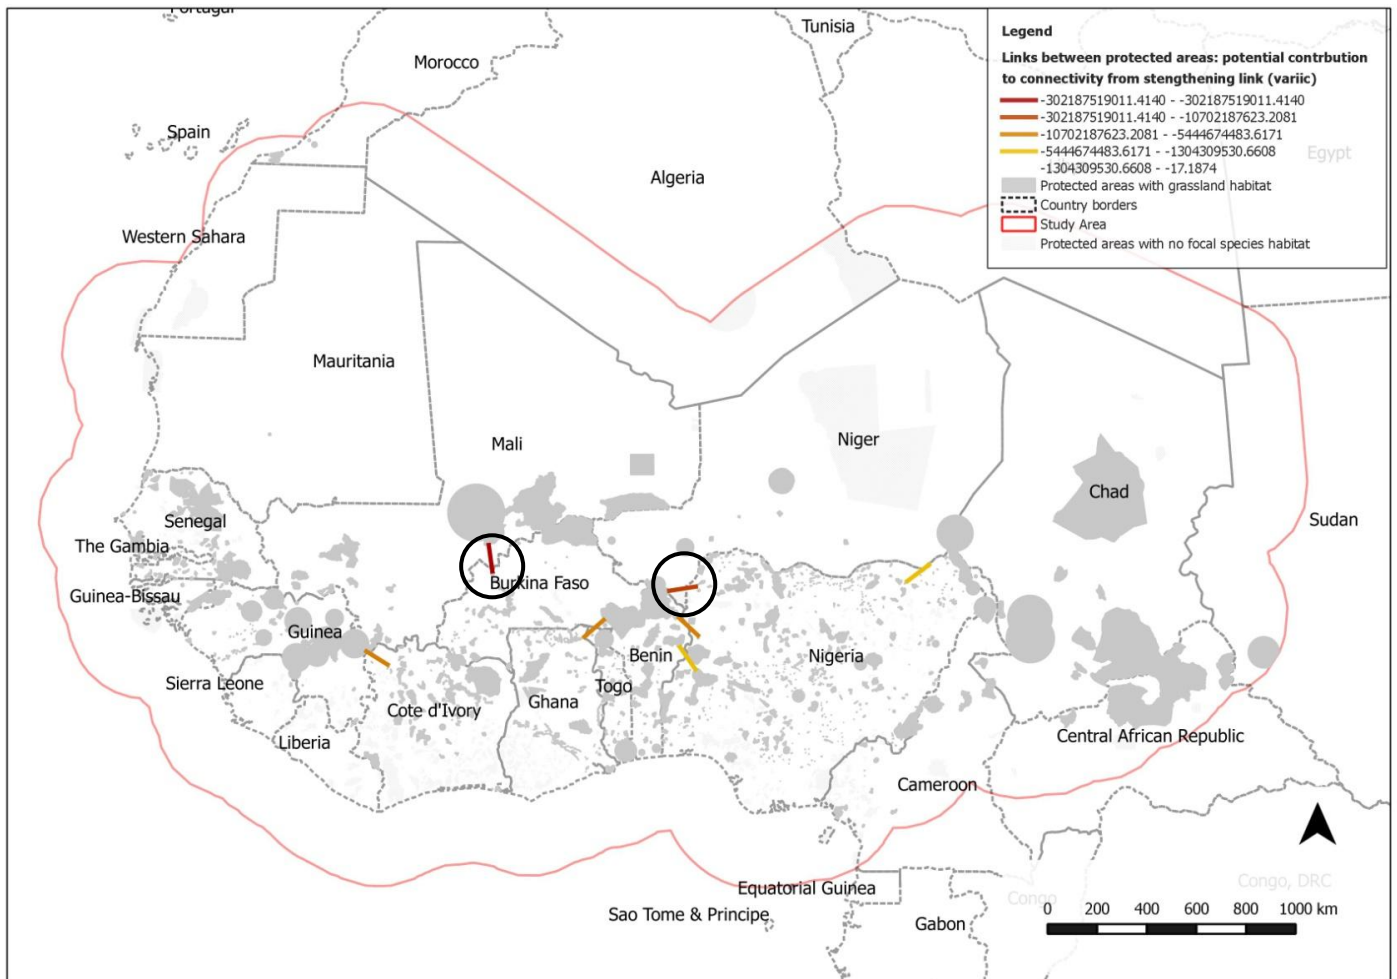 Portugal
Tunisia
Morocco
Spain
Algeria
Egypt
Western Sahara
Legend
Links between protected areas: potential contrbution
to connectivity from stengthening link (variic)
-302187519011.4140 - -302187519011.4140
-302187519011.4140 - -10702187623.2081
-10702187623.2081 - -5444674483.6171
-5444674483.6171 - -1304309530.6608
-1304309530.6608 - -17.1874
Protected areas with grassland habitat
Country borders
Study Area
Protected areas with no focal species habitat
Mauritania
Mali
Niger
Chad
Sudan
Senegal
The Gambia
Guinea-Bissau
Burkina Faso
Guinea
Benin
Nigeria
Sierra Leone
Togo
Ghana
Cote d'Ivory
Liberia
Central African Republic
Cameroon
Equatorial Guinea
Sao Tome & Principe
Gabon
Congo
Congo, DRC
0 200 400 600 800 1000 km